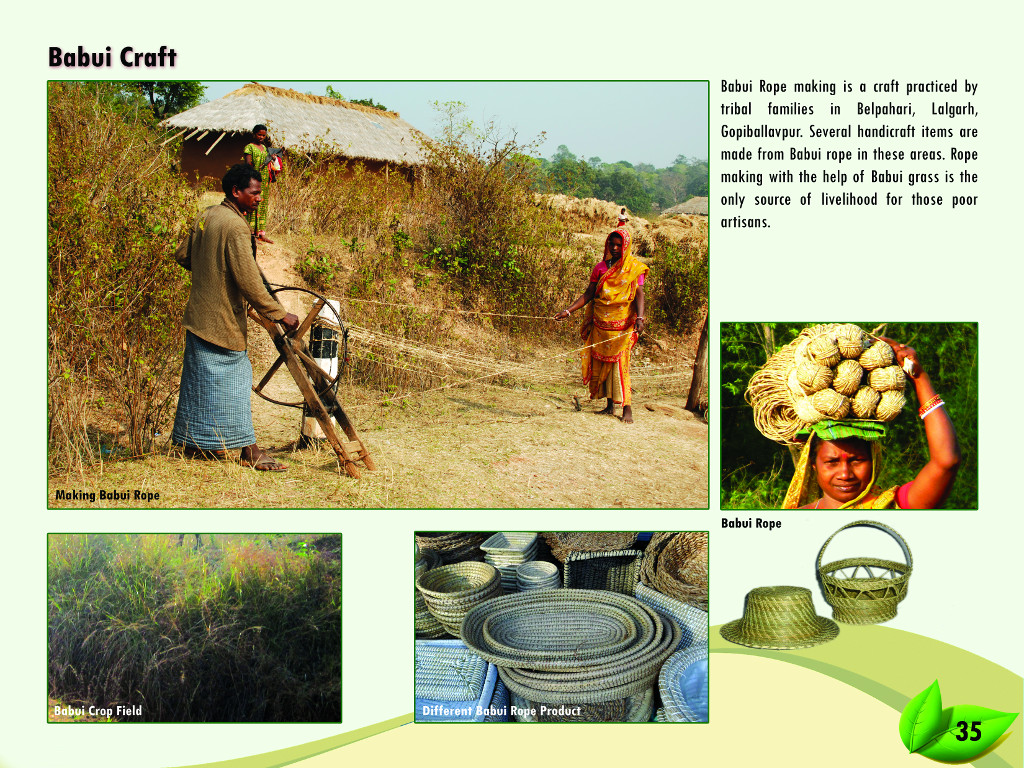 Babui Craft
Babui Rope making is a craft practiced by
tribal families in Belpahari, Lalgarh,
Gopiballavpur. Several handicraft items are
made from Babui rope in these areas. Rope
making with the help of Babui grass is the
only source of livelihood for those poor
artisans.
Making Babui Rope
Babui Rope
Babui Crop Field
Different Babui Rope Product
35